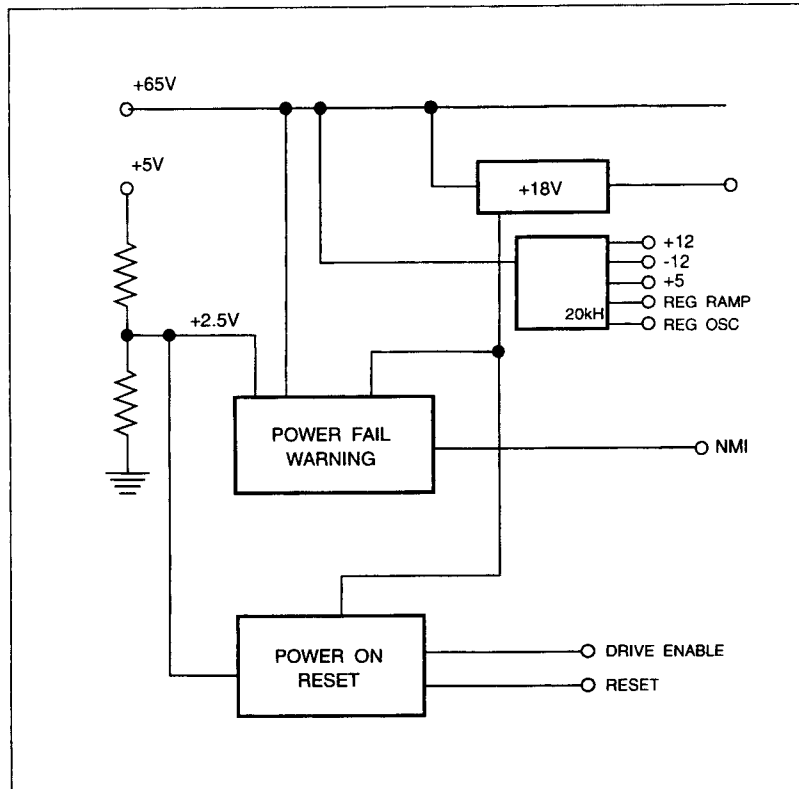 +65V
+5V
+18V
+12
-12
+5
REG RAMP
20kH
REG OSC
+2.5V
POWER FAIL
WARNING
NMI
POWER ON
RESET
DRIVE ENABLE
RESET